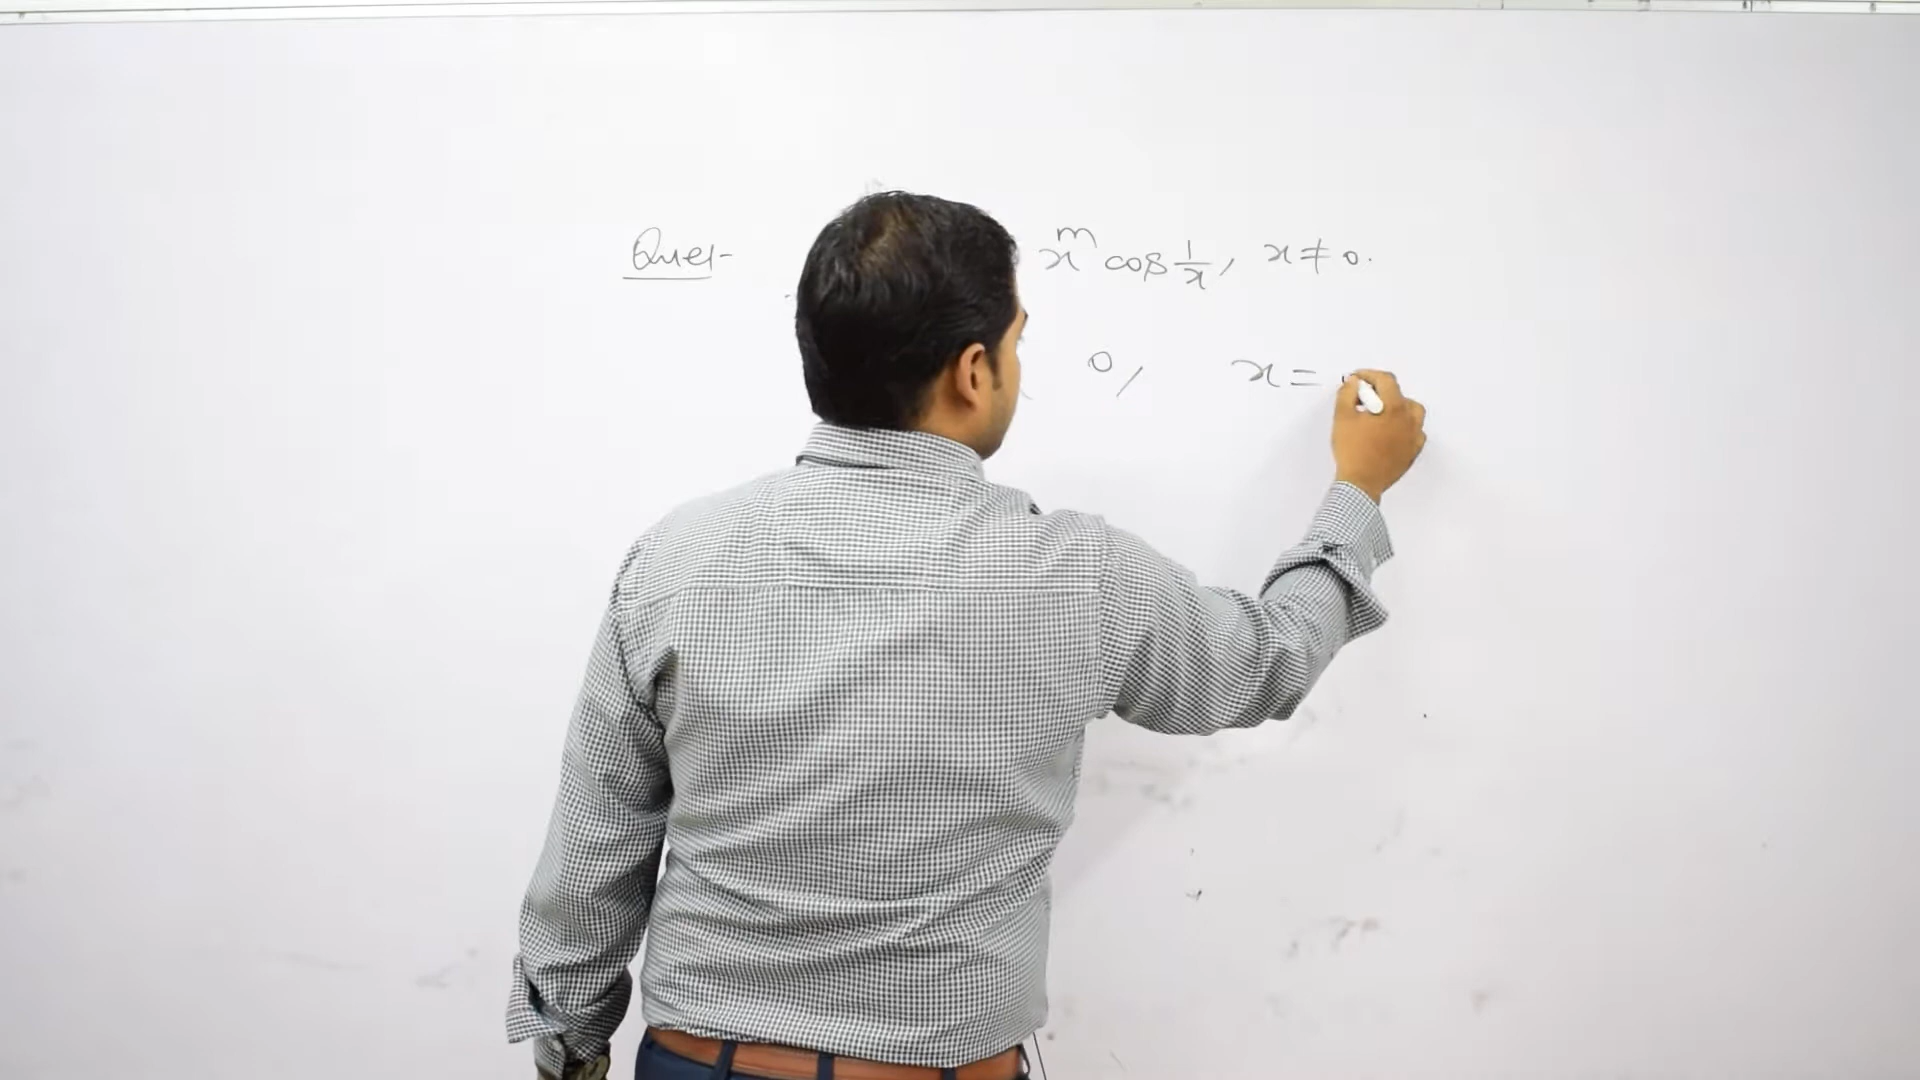 Ques- x^m cos 1/x, x ≠ 0.
0, x =